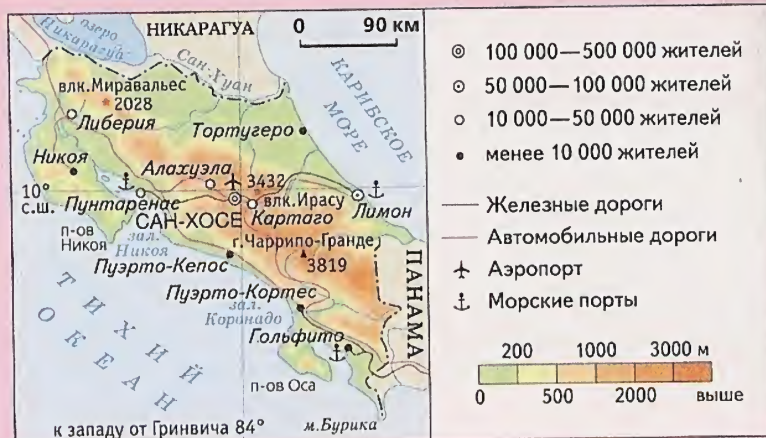 НИКАРАГУА
0 90 км
озеро
Никарагуа
Сан-Хуан
КАРИБСКОЕ
МОРЕ
влк. Миравальес
2028
Либерия
Тортугеро
Никоя
Алахуэла
3432
влк. Ирасу
10°
с.ш.
Пунтаренас
САН-ХОСЕ
Картаго
Лимон
п-ов
Никоя
зал.
Никоя
г. Чаррипо-Гранде
3819
Пуэрто-Кепос
ПАНАМА
Пуэрто-Кортес
зал.
Коронадо
Гольфито
ТИХИЙ
ОКЕАН
п-ов Оса
к западу от Гринвича 84°
м. Бурика
100 000—500 000 жителей
50 000—100 000 жителей
10 000—50 000 жителей
менее 10 000 жителей
Железные дороги
Автомобильные дороги
Аэропорт
Морские порты
200 1000 3000 м
0 500 2000 выше